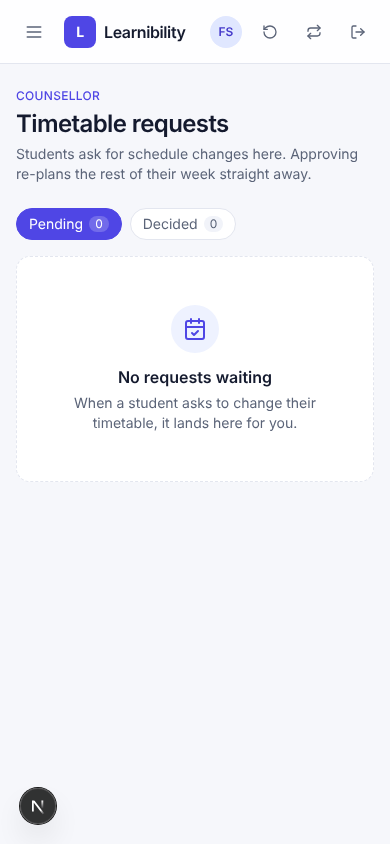 L
Learnibility
FS
COUNSELLOR
Timetable requests
Students ask for schedule changes here. Approving
re-plans the rest of their week straight away.
Pending 0
Decided 0
No requests waiting
When a student asks to change their
timetable, it lands here for you.
N